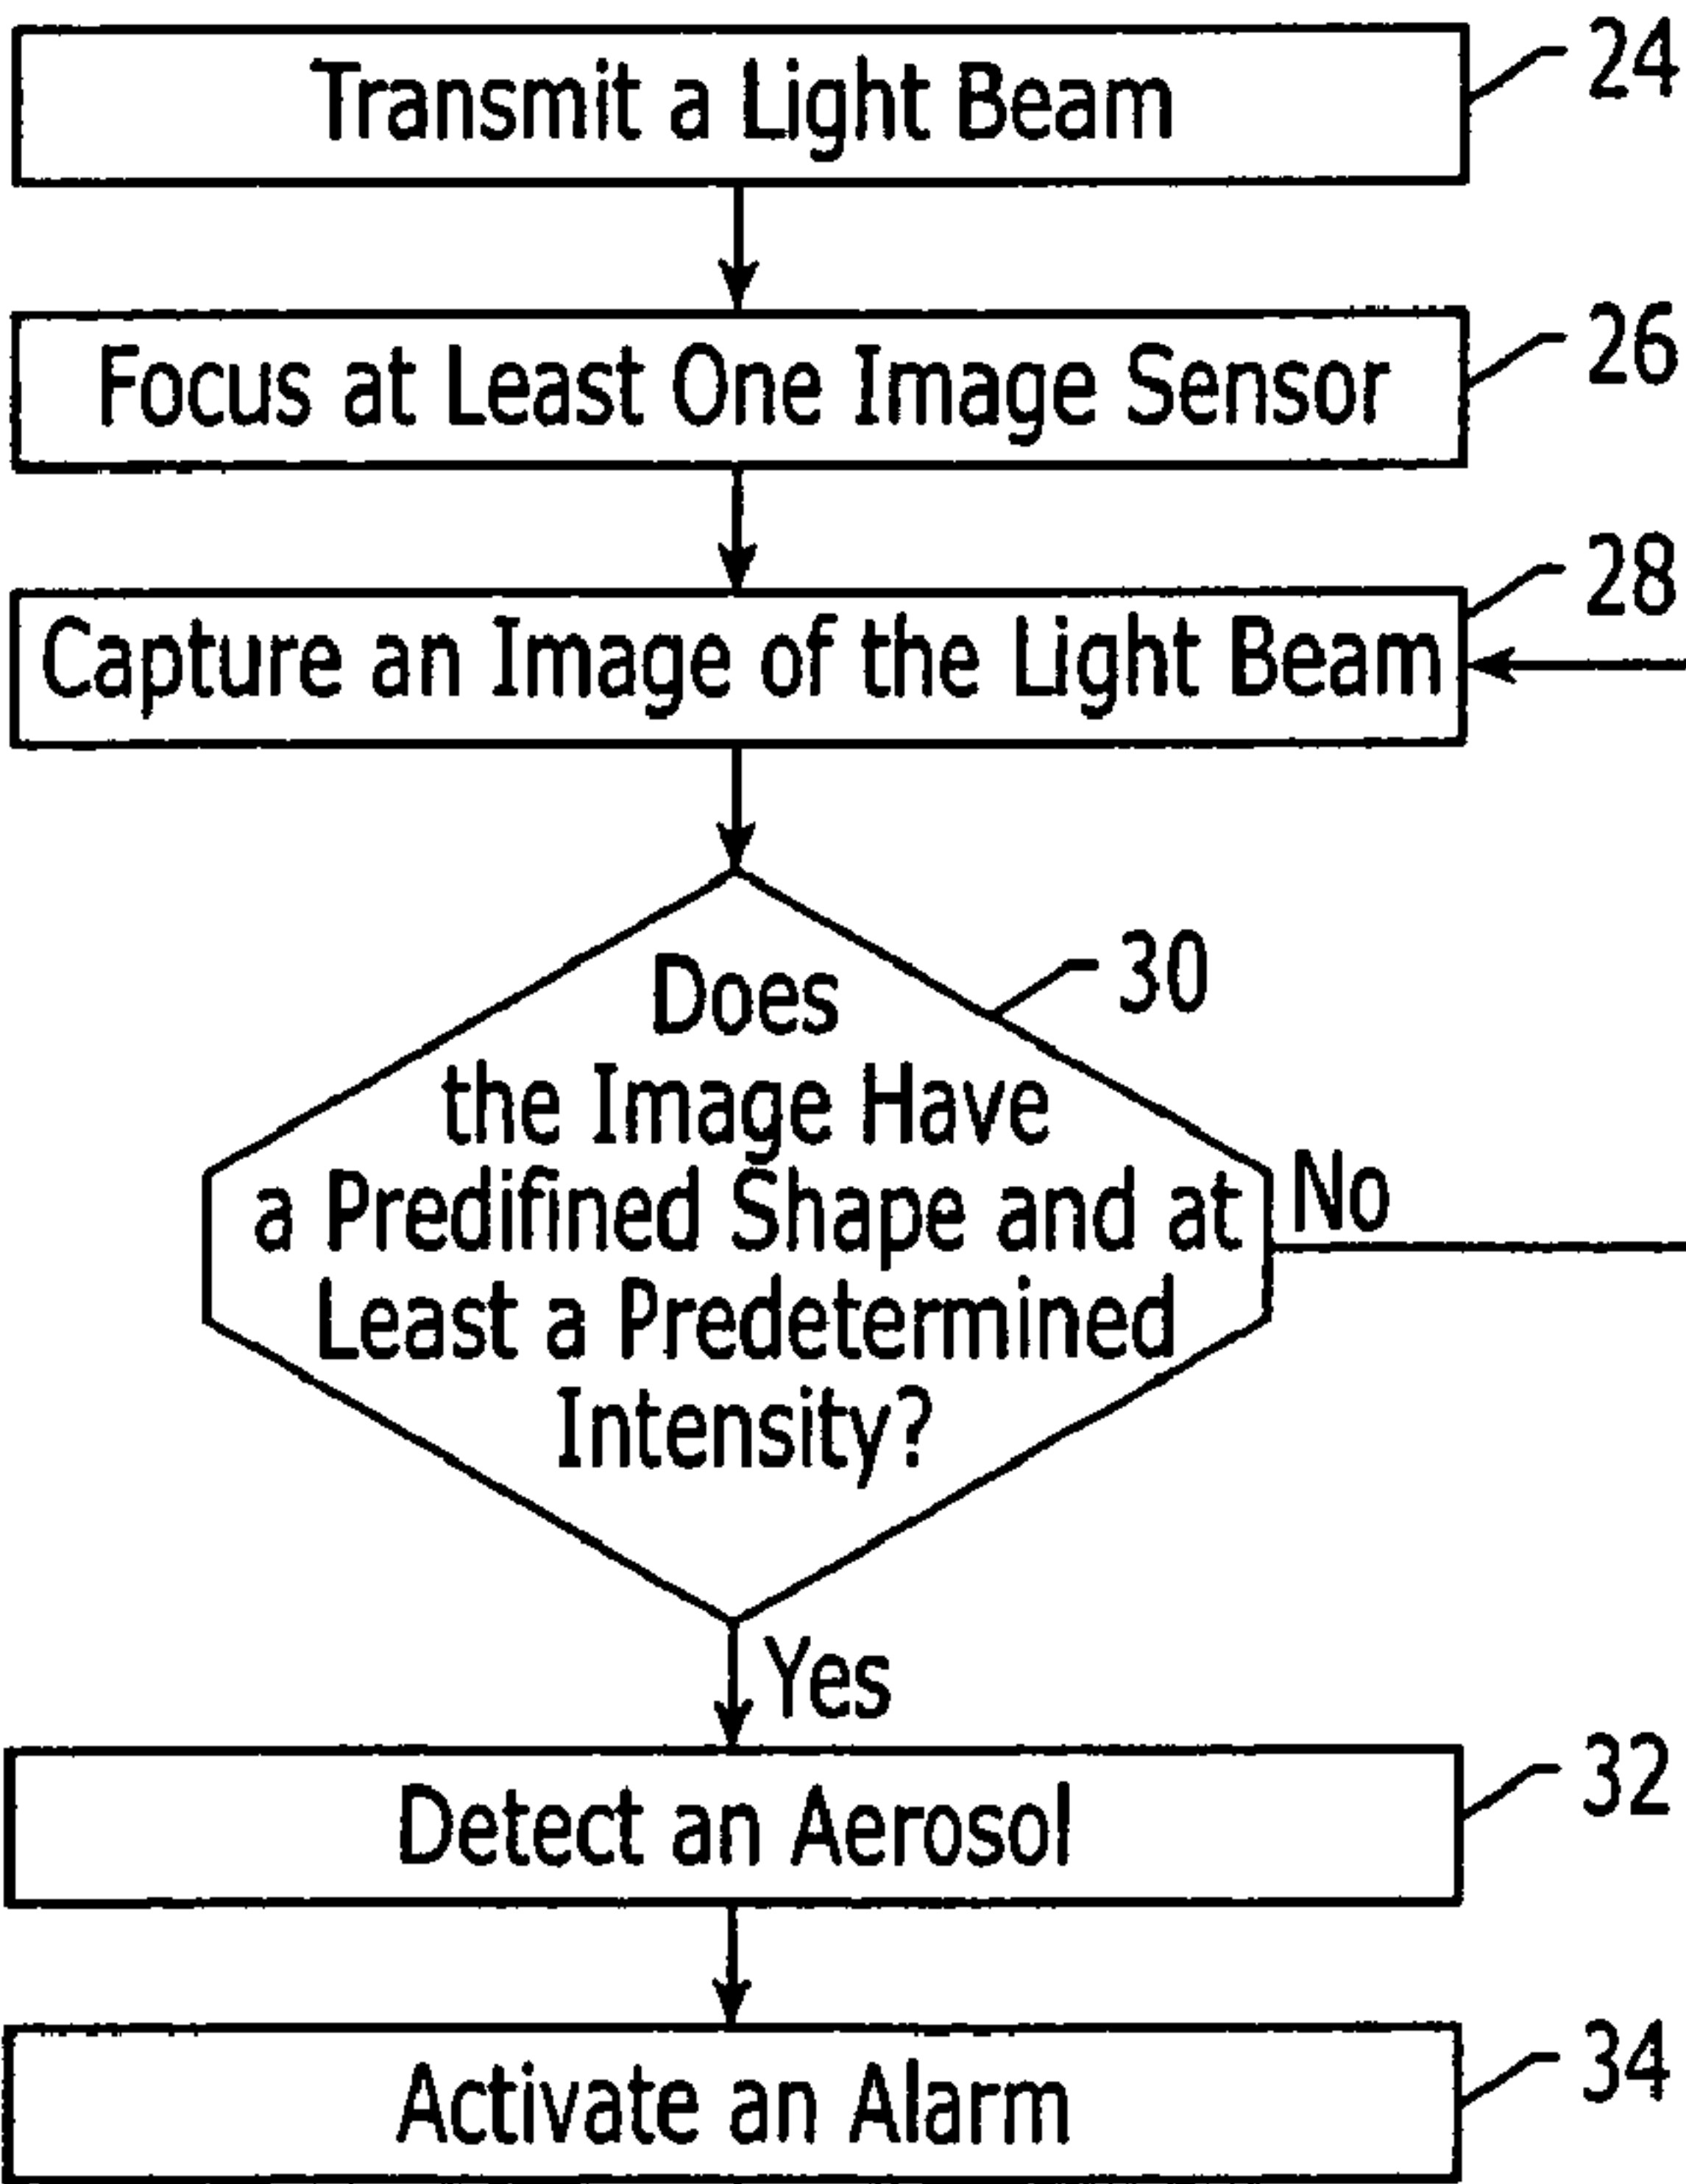 Transmit a Light Beam
24
Focus at Least One Image Sensor
26
Capture an Image of the Light Beam
28
Does
the Image Have
a Predifined Shape and at
Least a Predetermined
Intensity?
30
No
Yes
Detect an Aerosol
32
Activate an Alarm
34